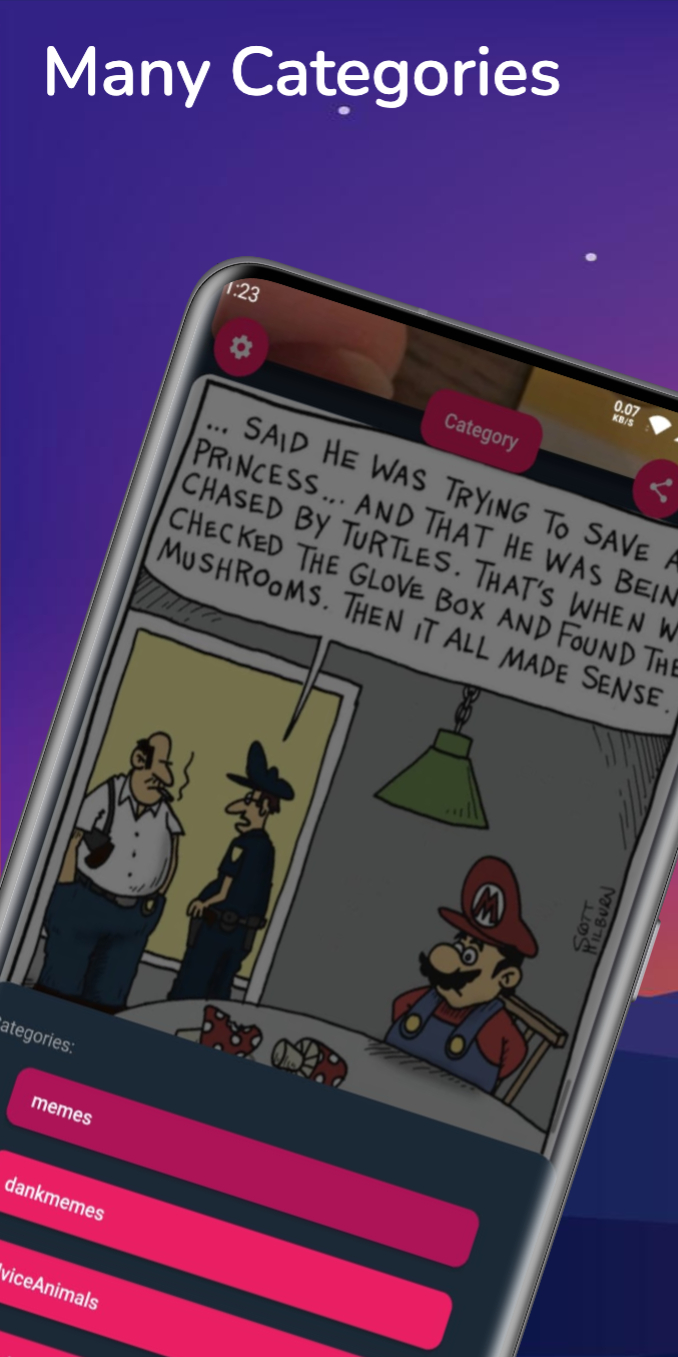 Many Categories
1:23
0.07
KB/S
Category
... SAID HE WAS TRYING TO SAVE A
PRINCESS... AND THAT HE WAS BEIN
CHASED BY TURTLES. THAT'S WHEN W
CHECKED THE GLOVE BOX AND FOUND THE
MUSHROOMS. THEN IT ALL MADE SENSE.
M
SCOTT
HILBURN
ategories:
memes
dankmemes
viceAnimals